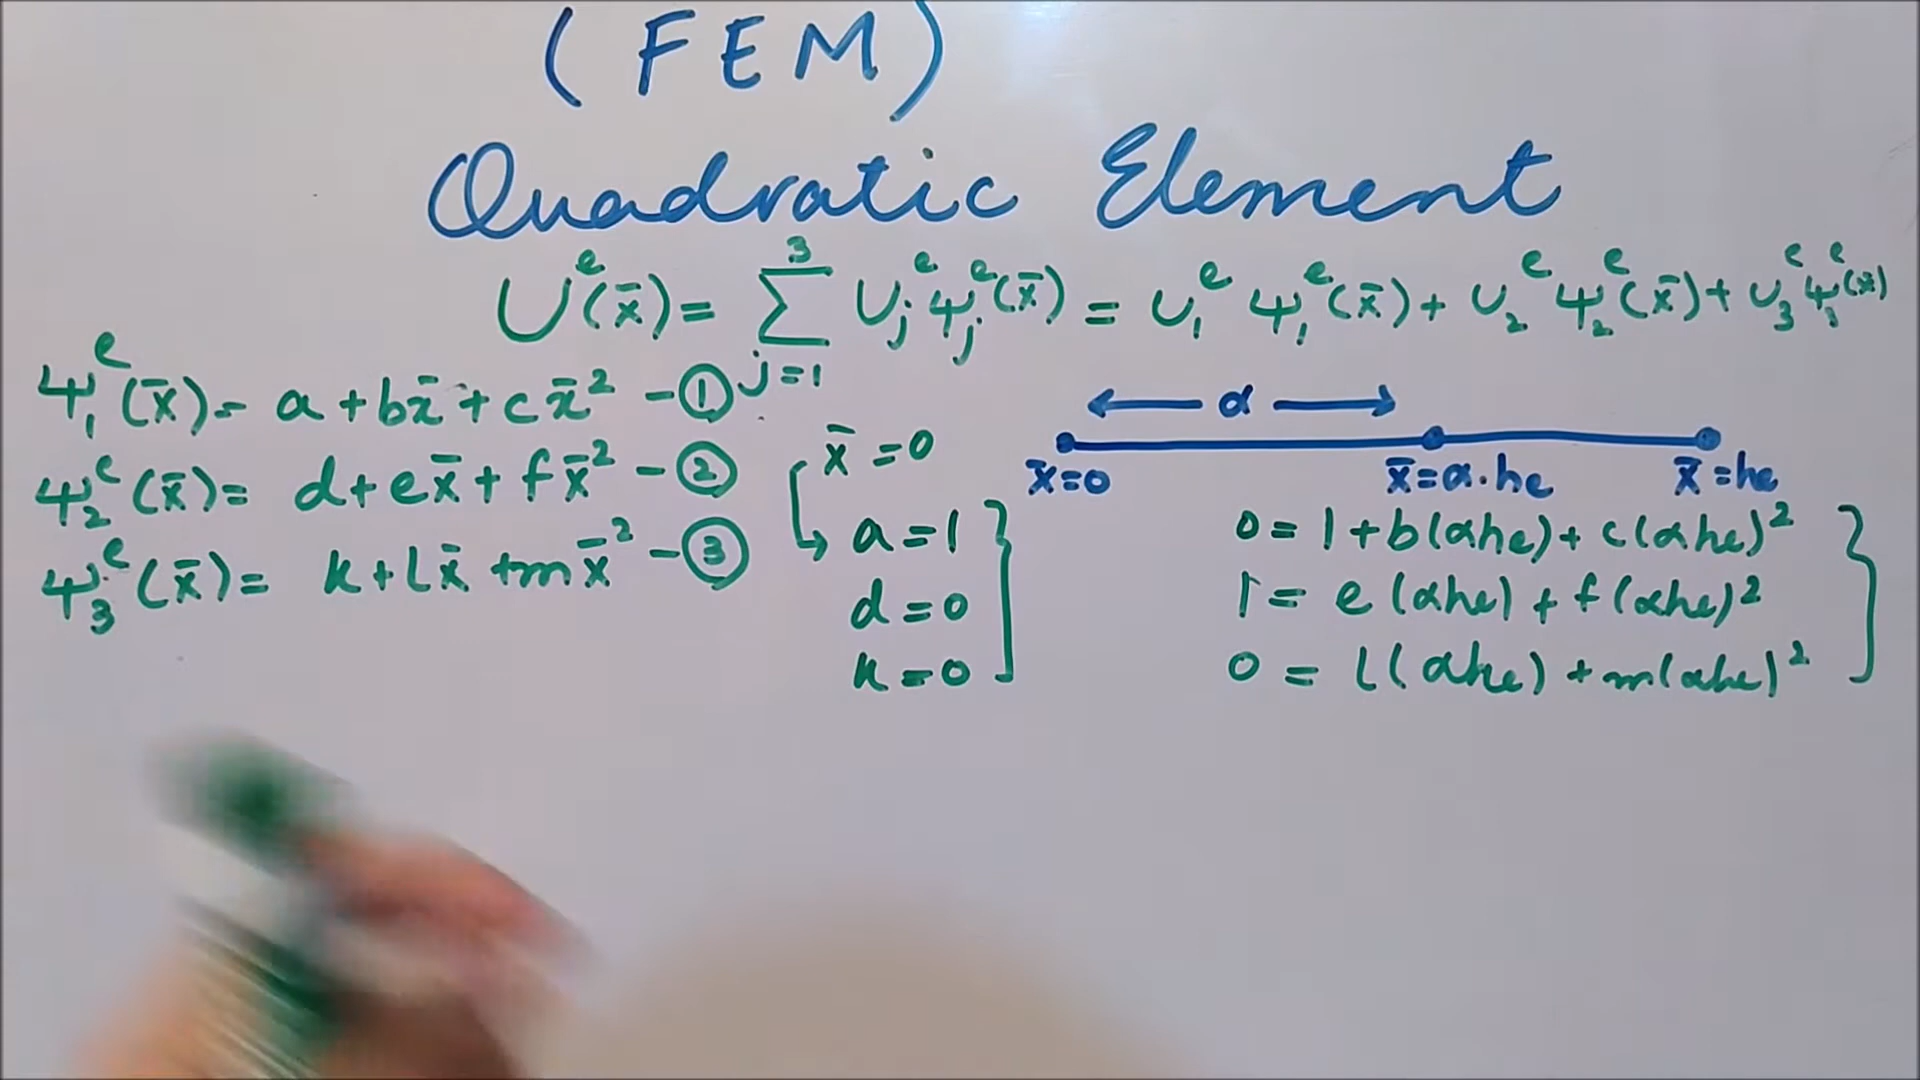 (FEM)
Quadratic Element
U^e(x̄) = Σ_{j=1}^{3} U_j^e ψ_j^e(x̄) = U_1^e ψ_1^e(x̄) + U_2^e ψ_2^e(x̄) + U_3^e ψ_3^e(x̄)
ψ_1^e(x̄) = a + bx̄ + cx̄² - ①
ψ_2^e(x̄) = d + ex̄ + fx̄² - ②
ψ_3^e(x̄) = k + lx̄ + mx̄² - ③
x̄ = 0
a = 1
d = 0
k = 0
α
x̄=0 x̄=α.he x̄=he
0 = 1 + b(αhe) + c(αhe)²
1 = e(αhe) + f(αhe)²
0 = l(αhe) + m(αhe)²